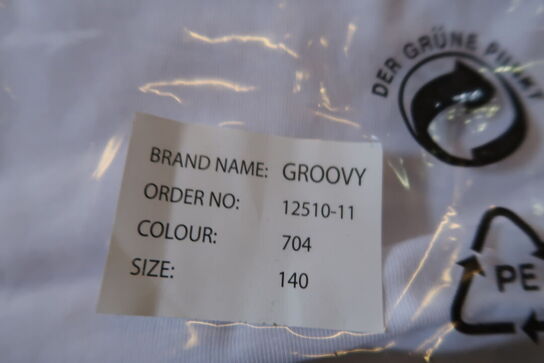 DER GRÜNE PUNKT
BRAND NAME: GROOVY
ORDER NO: 12510-11
COLOUR: 704
SIZE: 140
PE